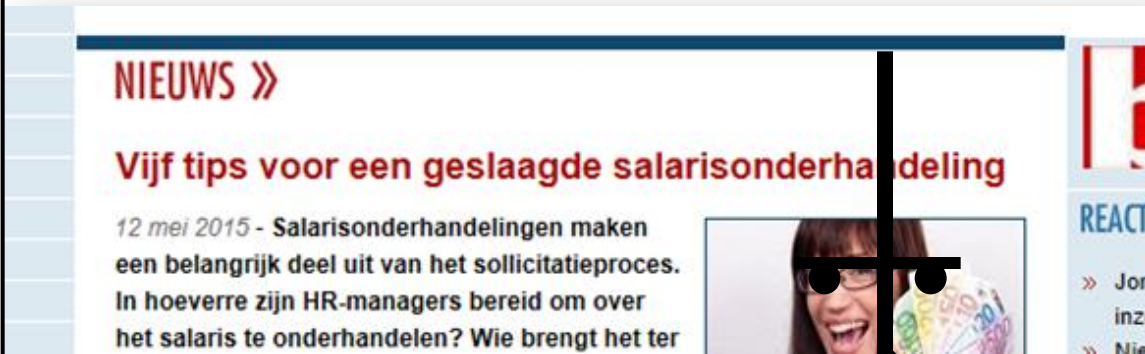 NIEUWS »
Vijf tips voor een geslaagde salarisonderhandeling
12 mei 2015 - Salarisonderhandelingen maken
een belangrijk deel uit van het sollicitatieproces.
In hoeverre zijn HR-managers bereid om over
het salaris te onderhandelen? Wie brengt het ter